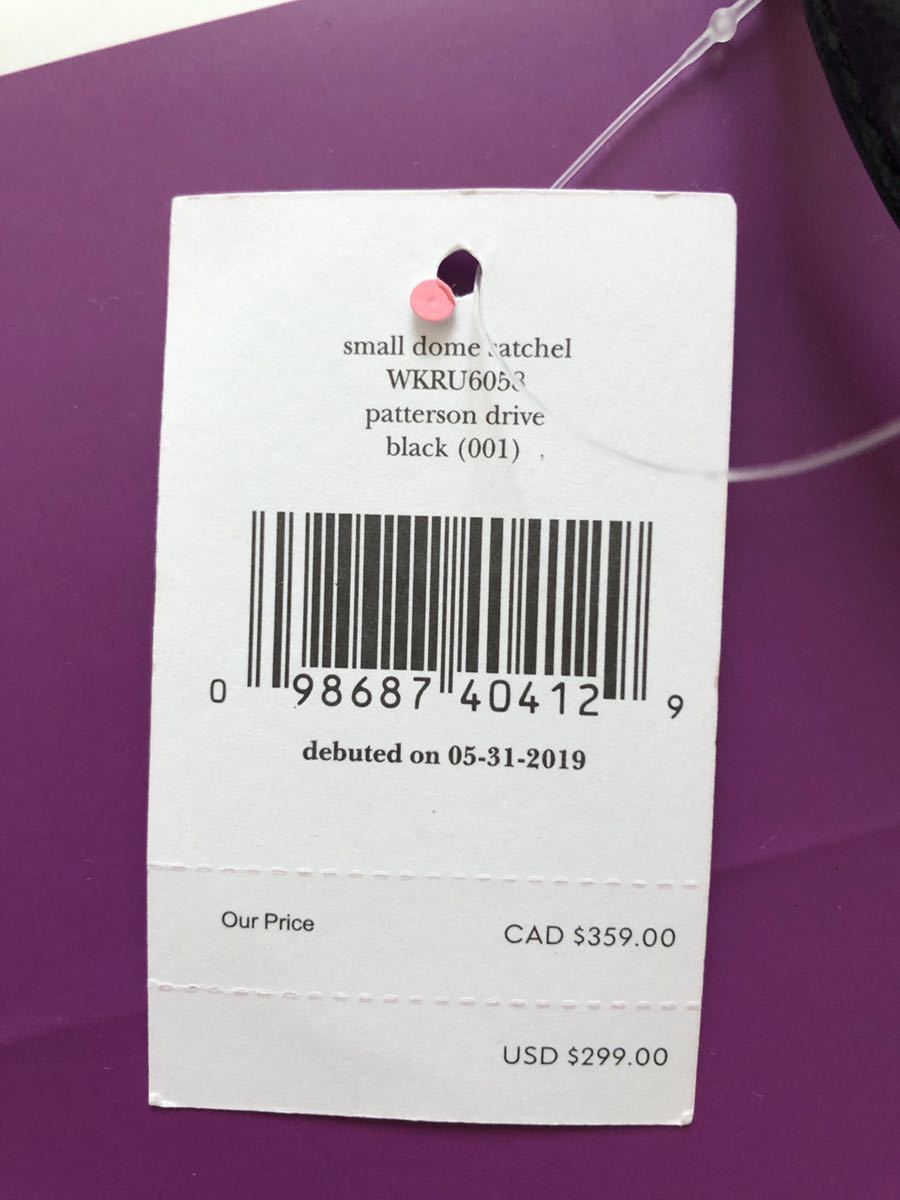 small dome satchel
WKRU6053
patterson drive
black (001)
0 98687 40412 9
debuted on 05-31-2019
Our Price CAD $359.00
USD $299.00